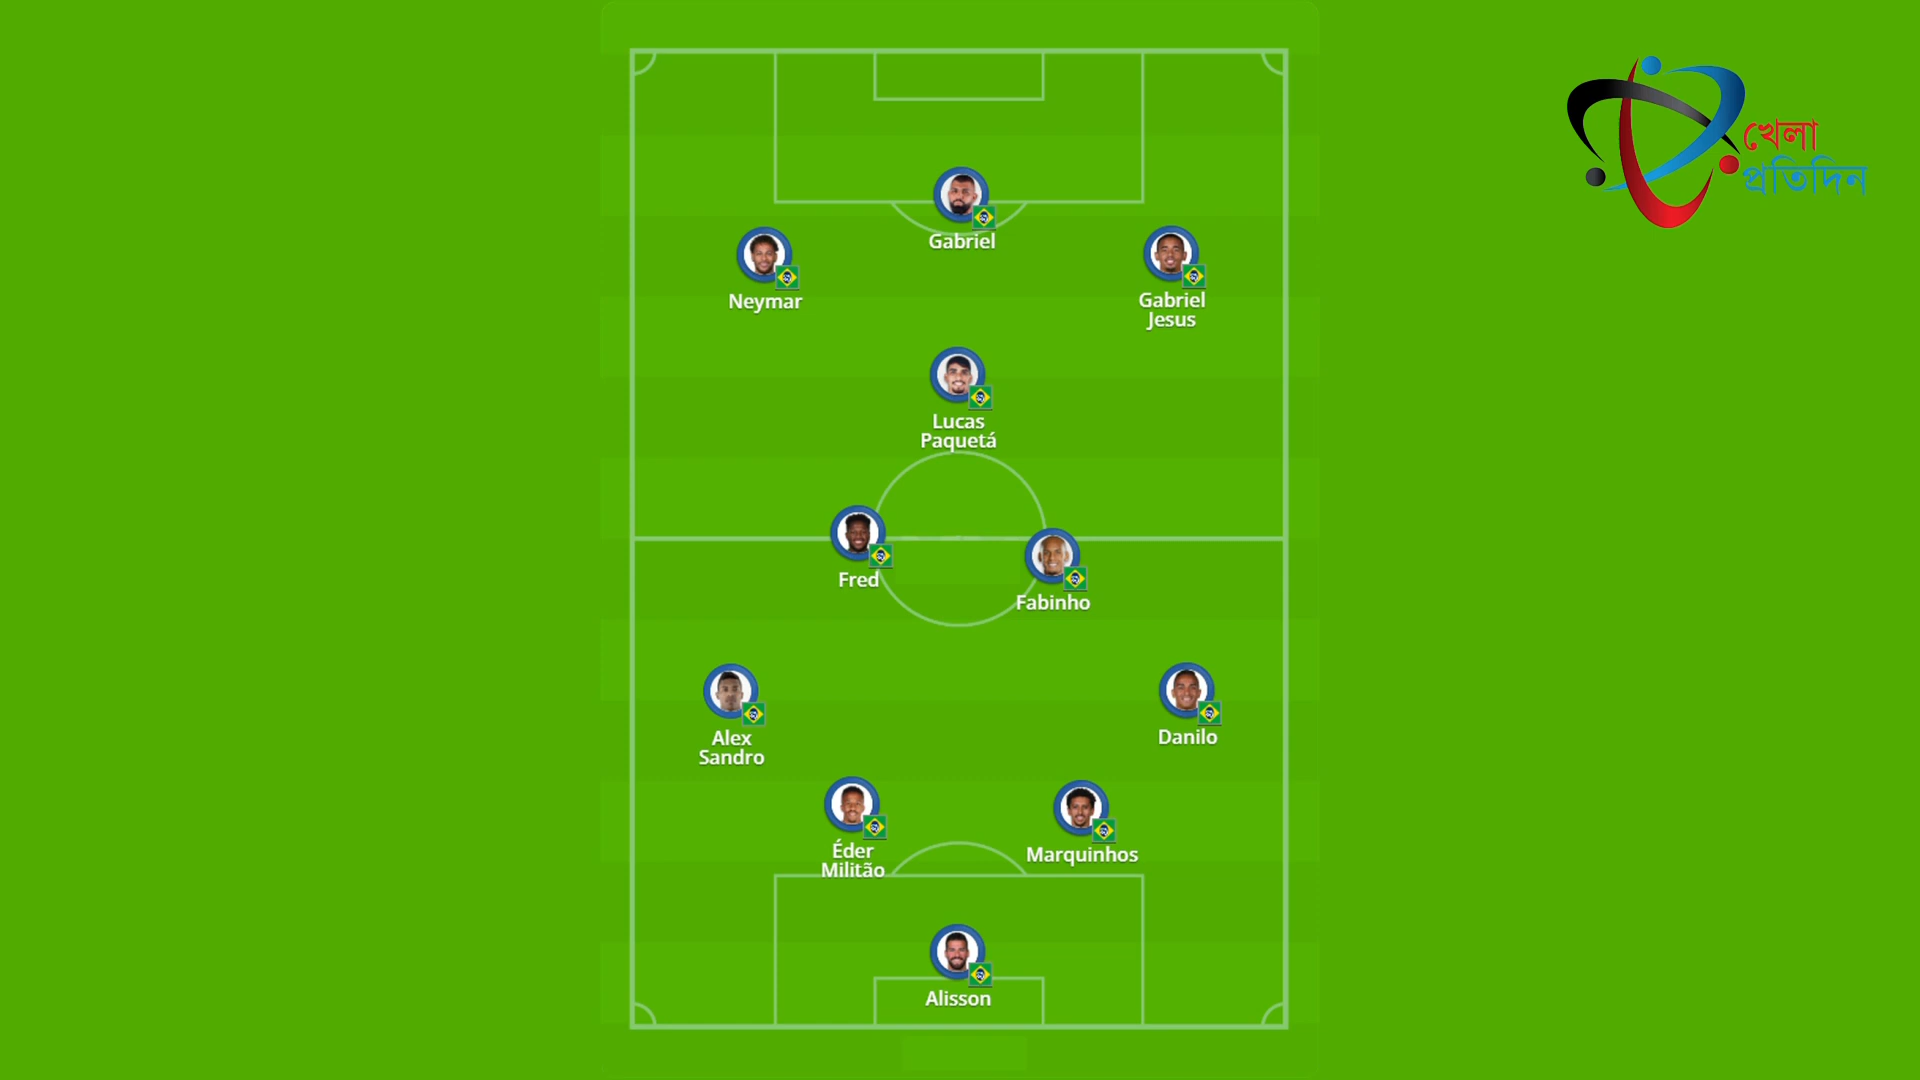 খেলা
প্রতিদিন
Gabriel
Neymar
Gabriel
Jesus
Lucas
Paquetá
Fred
Fabinho
Alex
Sandro
Danilo
Éder
Militão
Marquinhos
Alisson